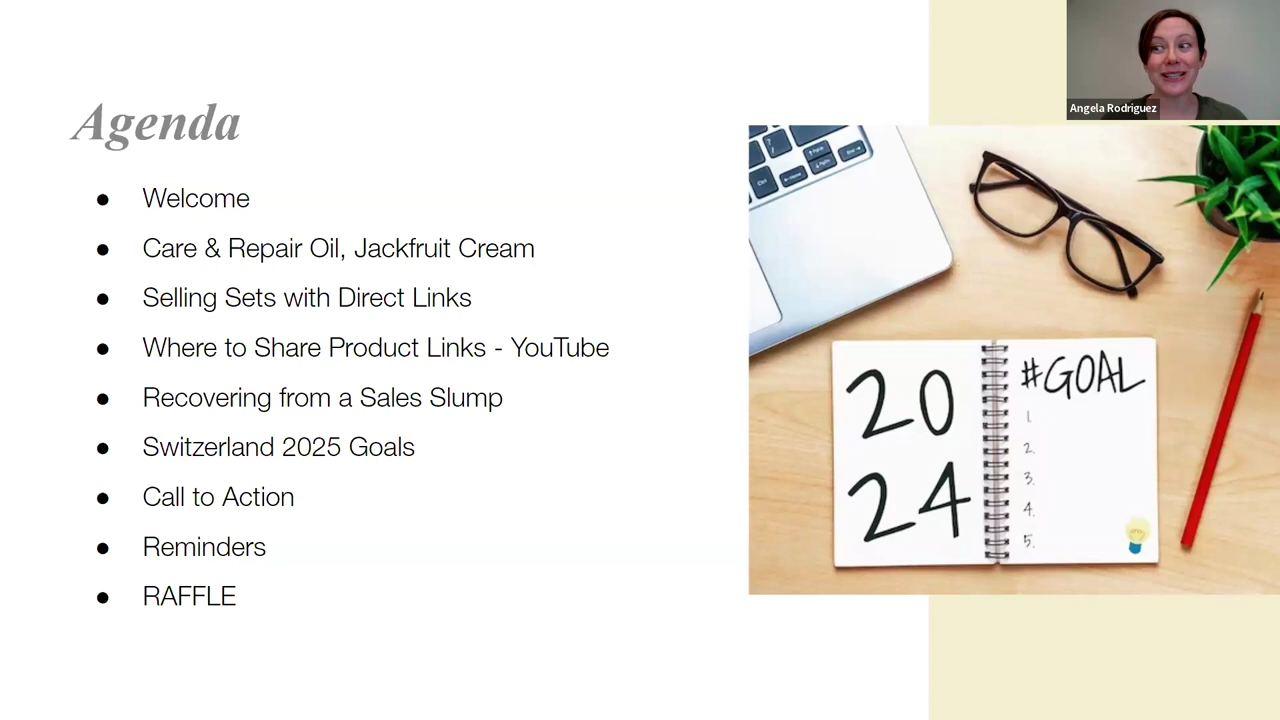 Agenda
Welcome
Care & Repair Oil, Jackfruit Cream
Selling Sets with Direct Links
Where to Share Product Links - YouTube
Recovering from a Sales Slump
Switzerland 2025 Goals
Call to Action
Reminders
RAFFLE
Angela Rodriguez
20
24
#GOAL
1.
2.
3.
4.
5.